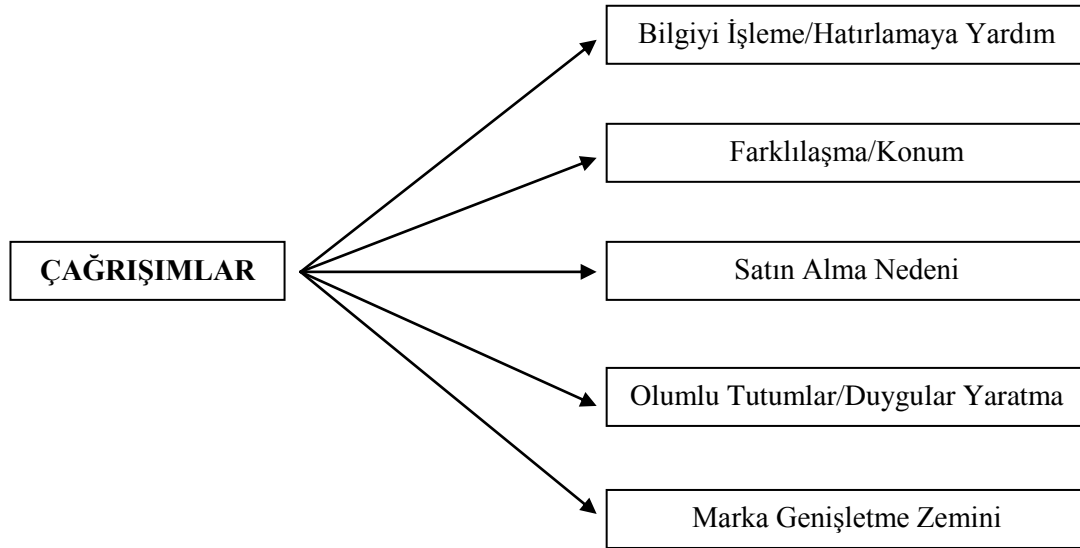 Bilgiyi İşleme/Hatırlamaya Yardım
Farklılaşma/Konum
ÇAĞRIŞIMLAR
Satın Alma Nedeni
Olumlu Tutumlar/Duygular Yaratma
Marka Genişletme Zemini